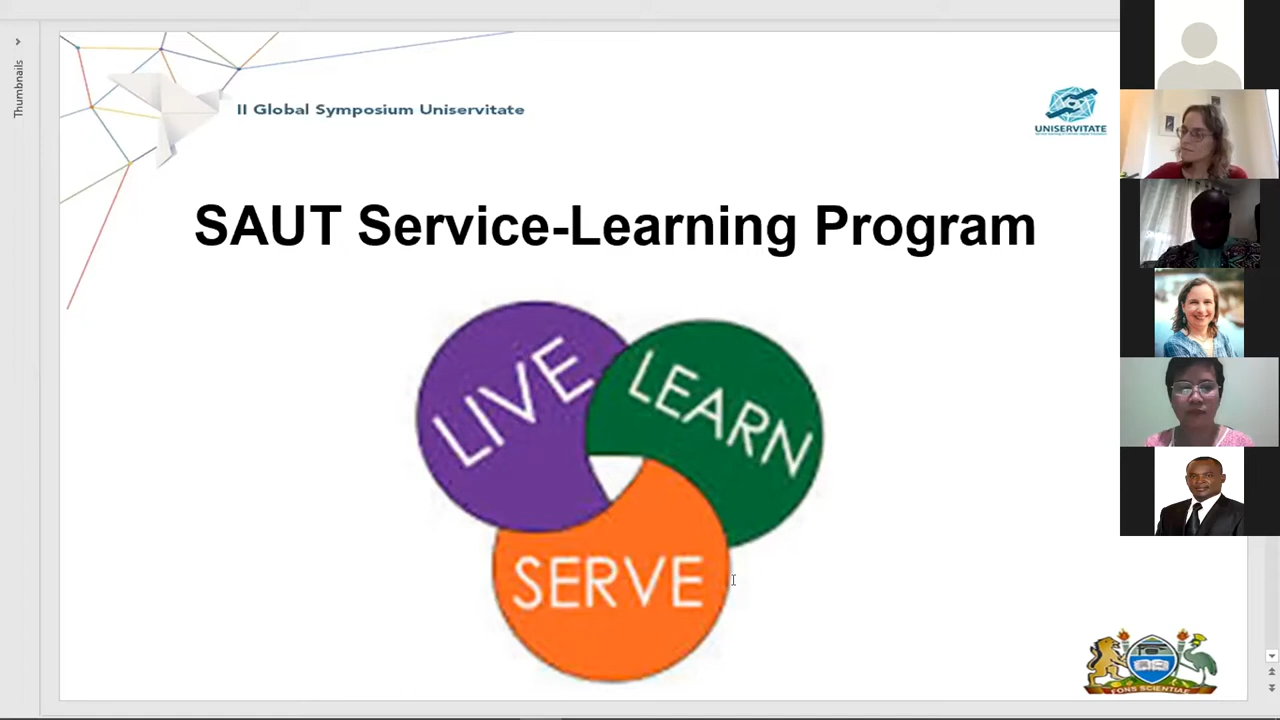 Thumbnails
II Global Symposium Uniservitate
UNISERVITATE
SAUT Service-Learning Program
LIVE
LEARN
SERVE
FONS SCIENTIAE